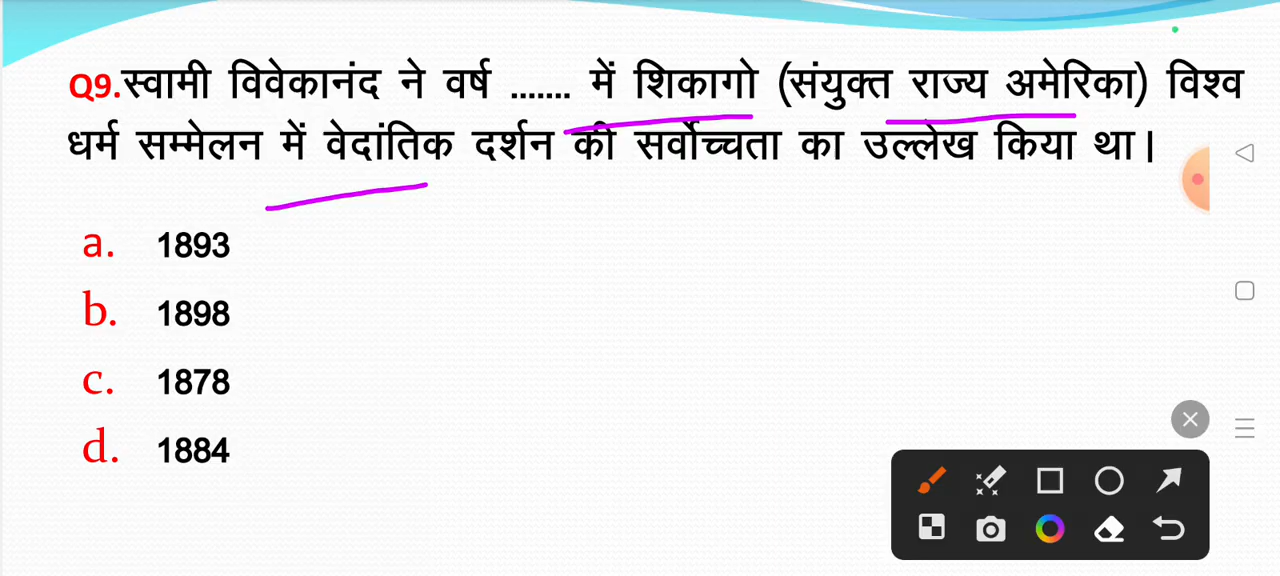 Q9.स्वामी विवेकानंद ने वर्ष ....... में शिकागो (संयुक्त राज्य अमेरिका) विश्व
धर्म सम्मेलन में वेदांतिक दर्शन की सर्वोच्चता का उल्लेख किया था।
a. 1893
b. 1898
c. 1878
d. 1884